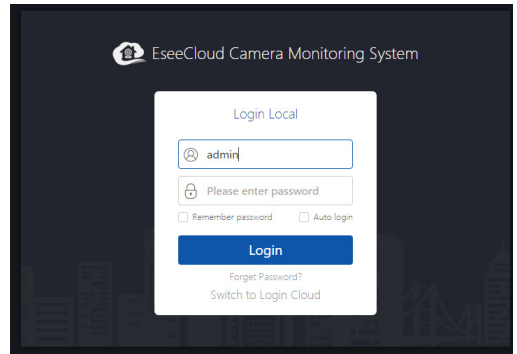 EseeCloud Camera Monitoring System
Login Local
admin
Please enter password
Remember password Auto login
Login
Forget Password?
Switch to Login Cloud